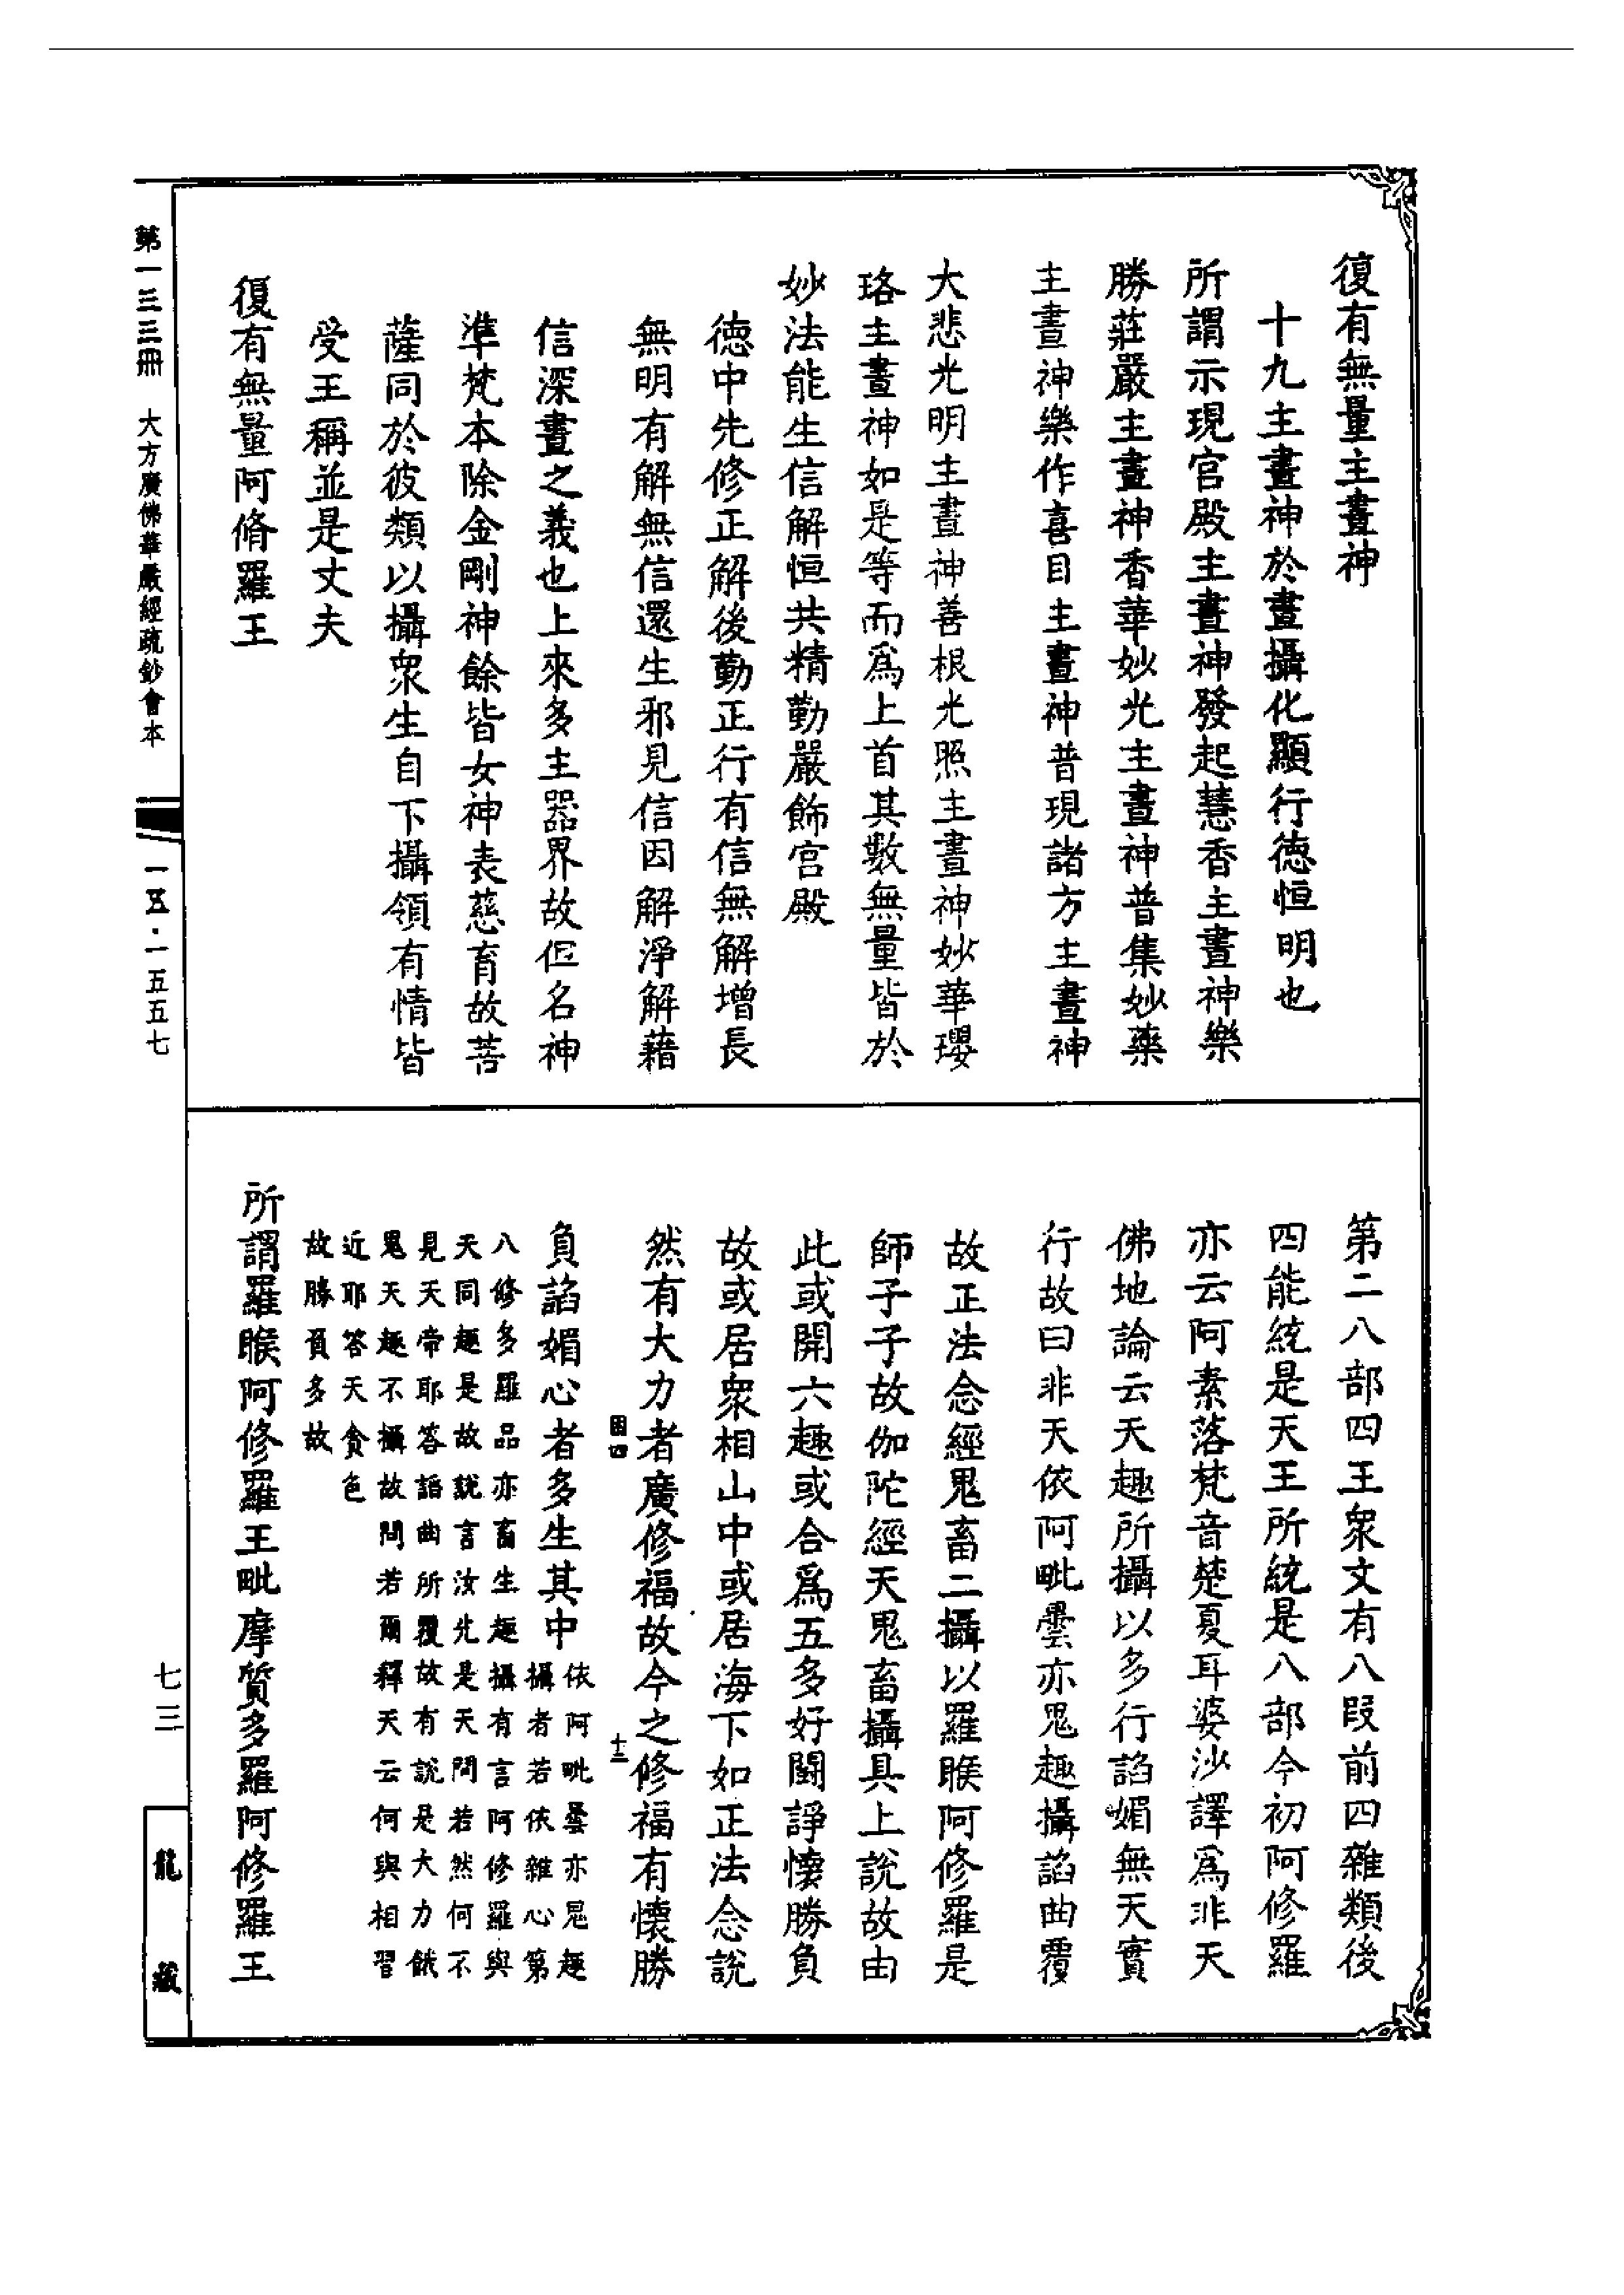 復有無量主晝神
十九主晝神於晝攝化顯行徳恒明也
所謂示現宮殿主晝神發起慧香主晝神樂
勝莊嚴主晝神香華妙光主晝神普集妙藥
主晝神樂作喜目主晝神普現諸方主晝神
大悲光明主晝神善根光照主晝神妙華瓔
珞主晝神如是等而爲上首其數無量皆於
妙法能生信解恒共精勤嚴飾宮殿
徳中先修正解後勤正行有信無解增長
無明有解無信還生邪見信因解淨解藉
信深晝之義也上來多主器界故但名神
準梵本除金剛神餘皆女神表慈育故菩
薩同於彼類以攝衆生自下攝領有情皆
受王稱並是丈夫
復有無量阿脩羅王
第二八部四王衆文有八段前四雜類後
四能統是天王所統是八部今初阿修羅
亦云阿素落梵音楚夏耳婆沙譯爲非天
佛地論云天趣所攝以多行諂媚無天實
行故曰非天依阿毗曇亦鬼趣攝諂曲覆
故正法念經鬼畜二攝以羅睺阿修羅是
師子子故伽陀經天鬼畜攝具上說故由
此或開六趣或合爲五多好鬬諍懐勝負
故或居衆相山中或居海下如正法念說
然有大力者廣修福故今之修福有懐勝
困四
十三
負諂媚心者多生其中
依阿毗曇亦鬼趣
攝者若依雜心第
八修多羅品亦畜生趣攝有言阿修羅與
天同趣是故說言汝先是天問若然何不
見天帝耶答諂曲所覆故有說是大力餓
鬼天趣不攝故問若爾釋天云何與相習
近耶答天貪色
故勝負多故
所謂羅睺阿修羅王毗摩質多羅阿修羅王
第一三三冊 大方廣佛華嚴經疏鈔會本
一五·一五五七
七三
龍藏